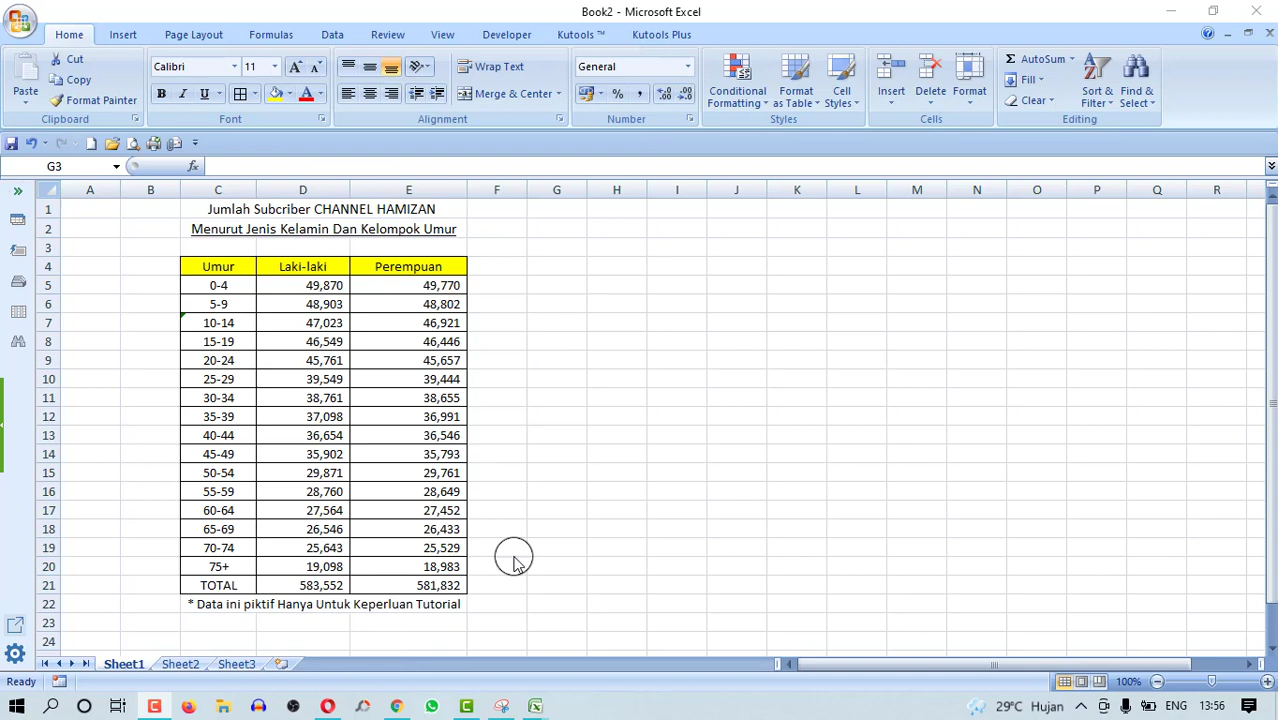 Book2 - Microsoft Excel
Home Insert Page Layout Formulas Data Review View Developer Kutools ™ Kutools Plus
Paste Cut Copy Format Painter Clipboard
Calibri 11 B I U A Font
Wrap Text Merge & Center Alignment
General % , Number
Conditional Formatting Format as Table Cell Styles Styles
Insert Delete Format Cells
Σ AutoSum Fill Clear Sort & Filter Find & Select Editing
G3 fx
A B C D E F G H I J K L M N O P Q R
1 Jumlah Subcriber CHANNEL HAMIZAN
2 Menurut Jenis Kelamin Dan Kelompok Umur
3
4 Umur Laki-laki Perempuan
5 0-4 49,870 49,770
6 5-9 48,903 48,802
7 10-14 47,023 46,921
8 15-19 46,549 46,446
9 20-24 45,761 45,657
10 25-29 39,549 39,444
11 30-34 38,761 38,655
12 35-39 37,098 36,991
13 40-44 36,654 36,546
14 45-49 35,902 35,793
15 50-54 29,871 29,761
16 55-59 28,760 28,649
17 60-64 27,564 27,452
18 65-69 26,546 26,433
19 70-74 25,643 25,529
20 75+ 19,098 18,983
21 TOTAL 583,552 581,832
22 * Data ini piktif Hanya Untuk Keperluan Tutorial
23
24
Sheet1 Sheet2 Sheet3
Ready 100%
29°C Hujan ENG 13:56